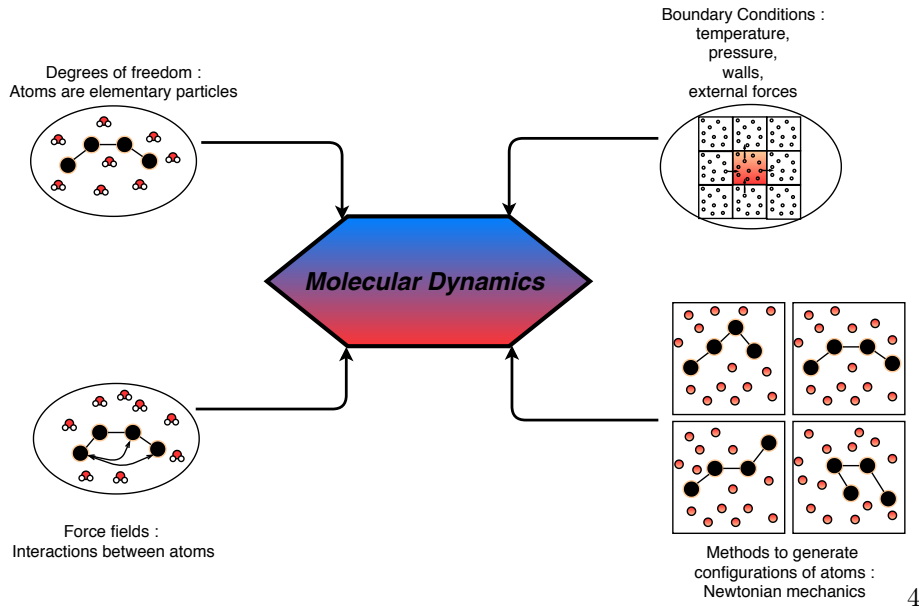 Degrees of freedom :
Atoms are elementary particles
Boundary Conditions :
temperature,
pressure,
walls,
external forces
Molecular Dynamics
Force fields :
Interactions between atoms
Methods to generate
configurations of atoms :
Newtonian mechanics
4